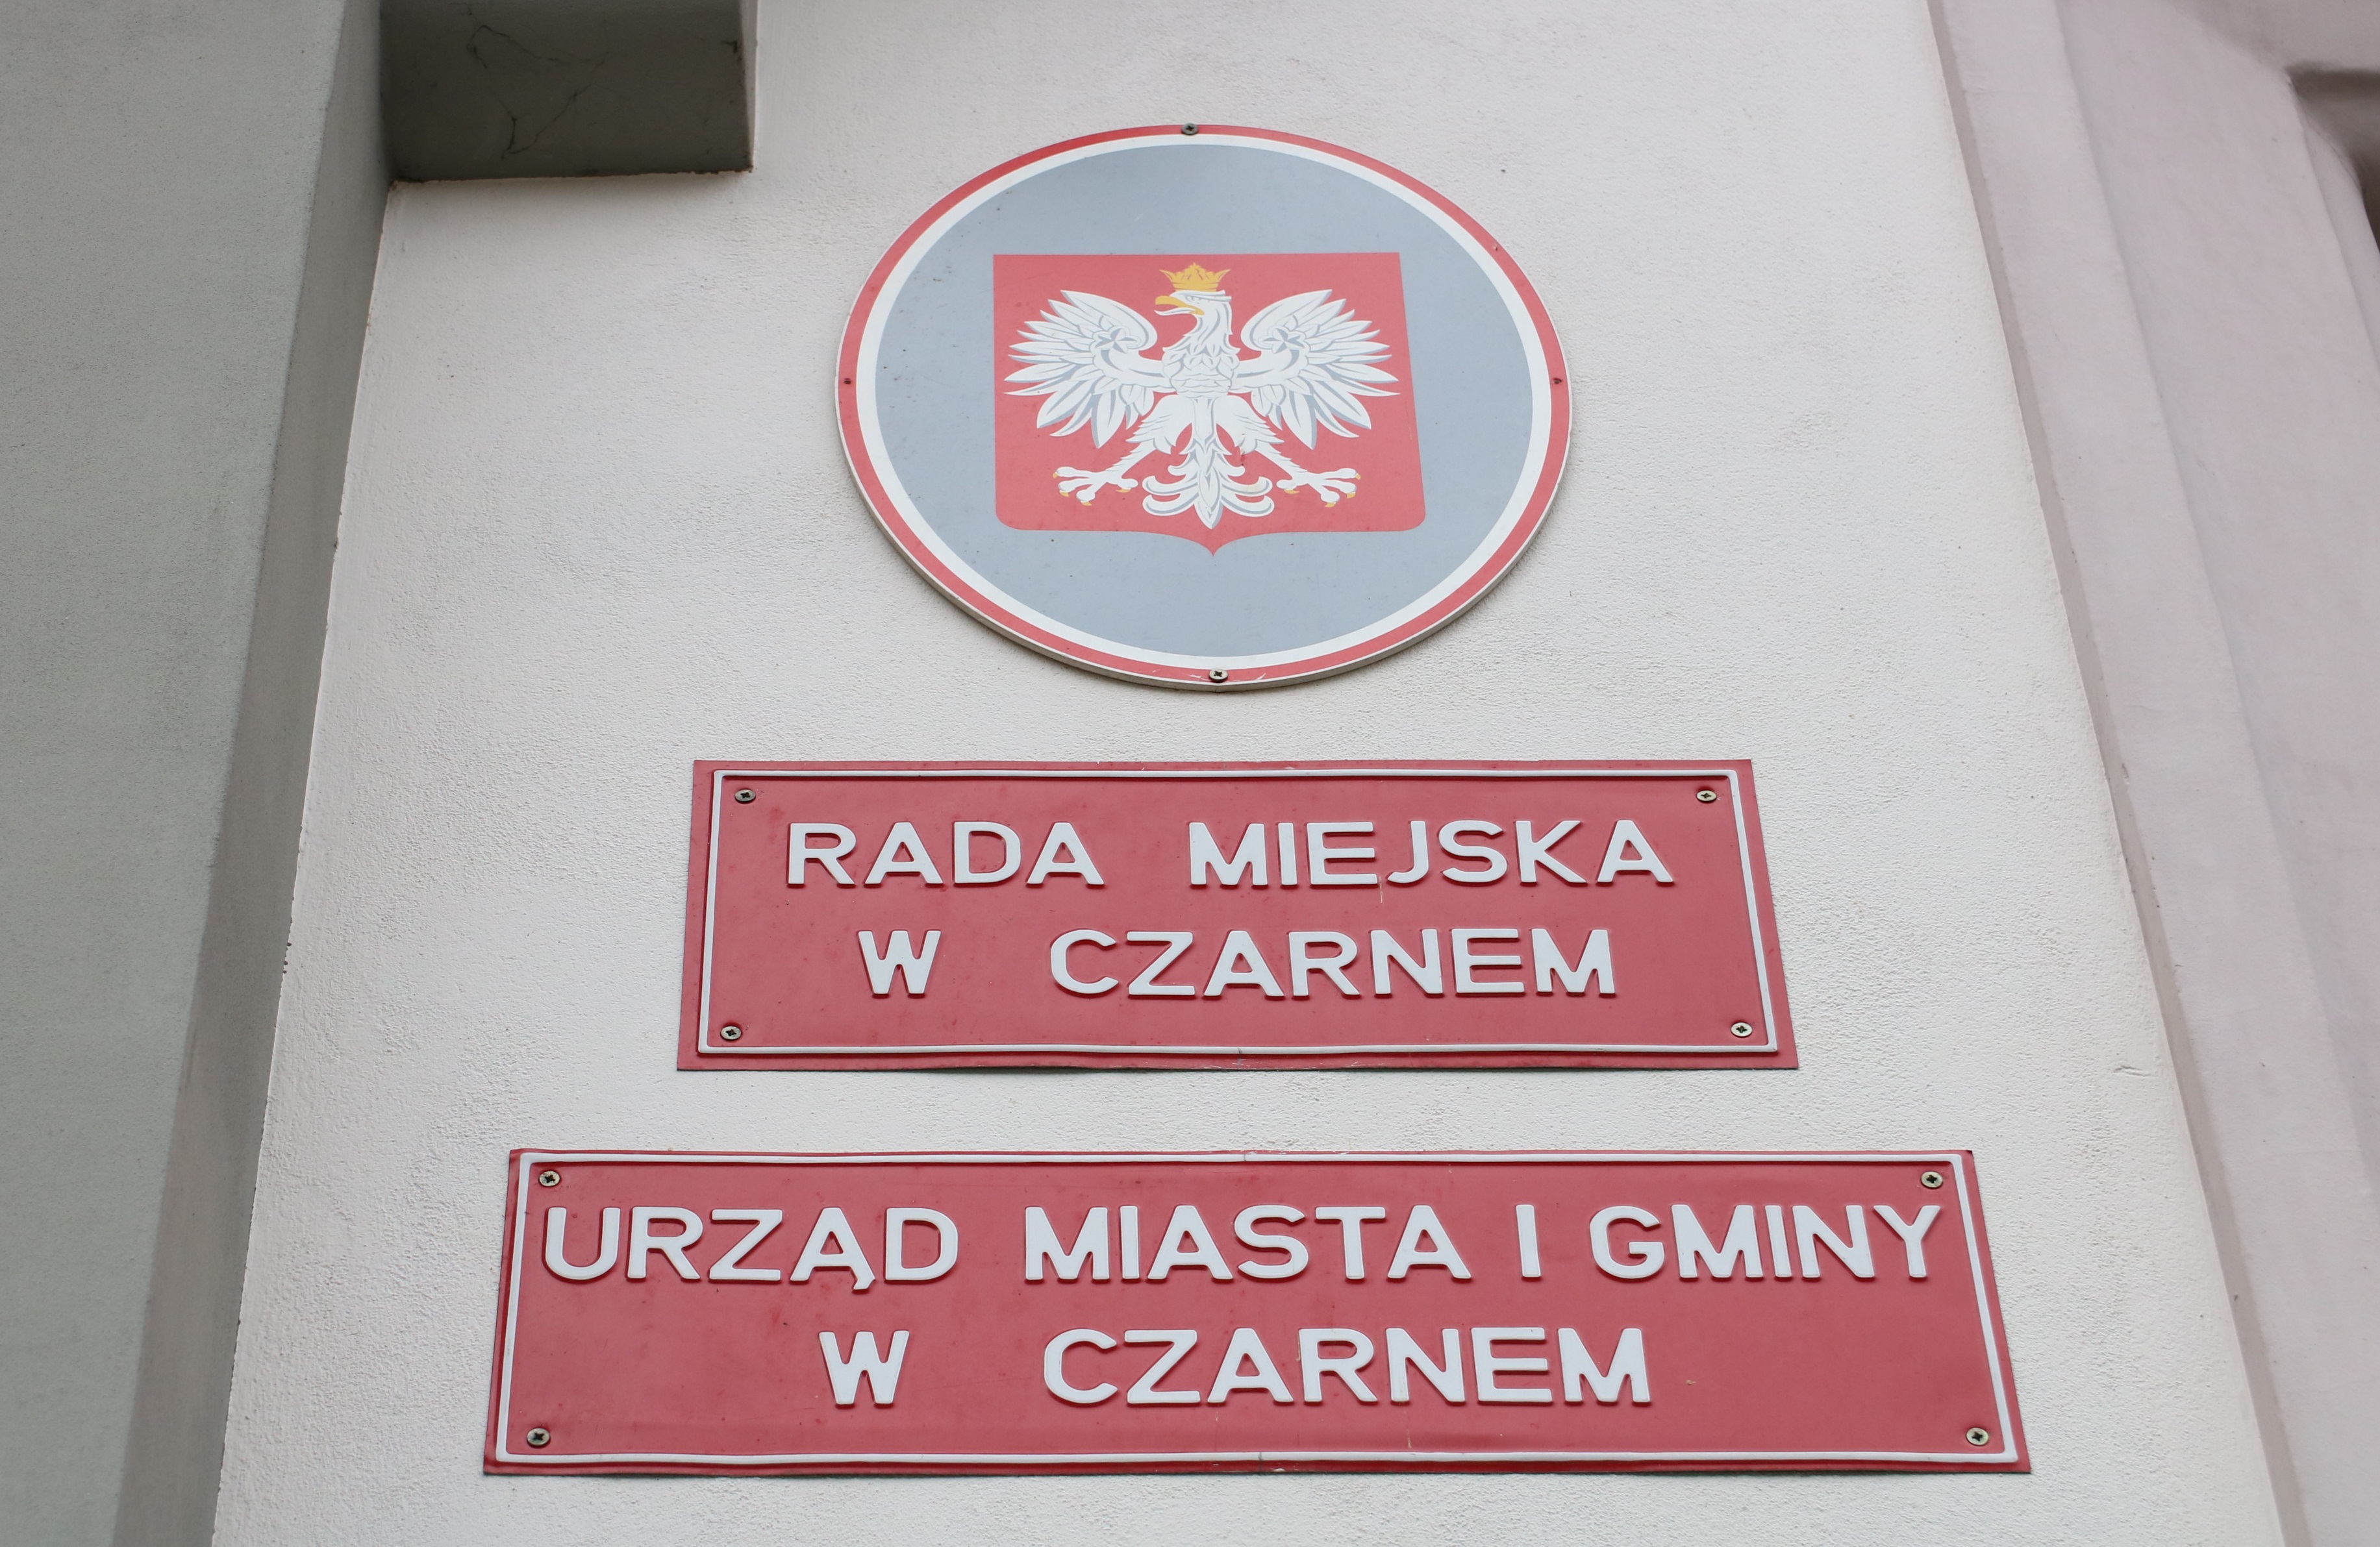 RADA MIEJSKA
W CZARNEM
URZĄD MIASTA I GMINY
W CZARNEM